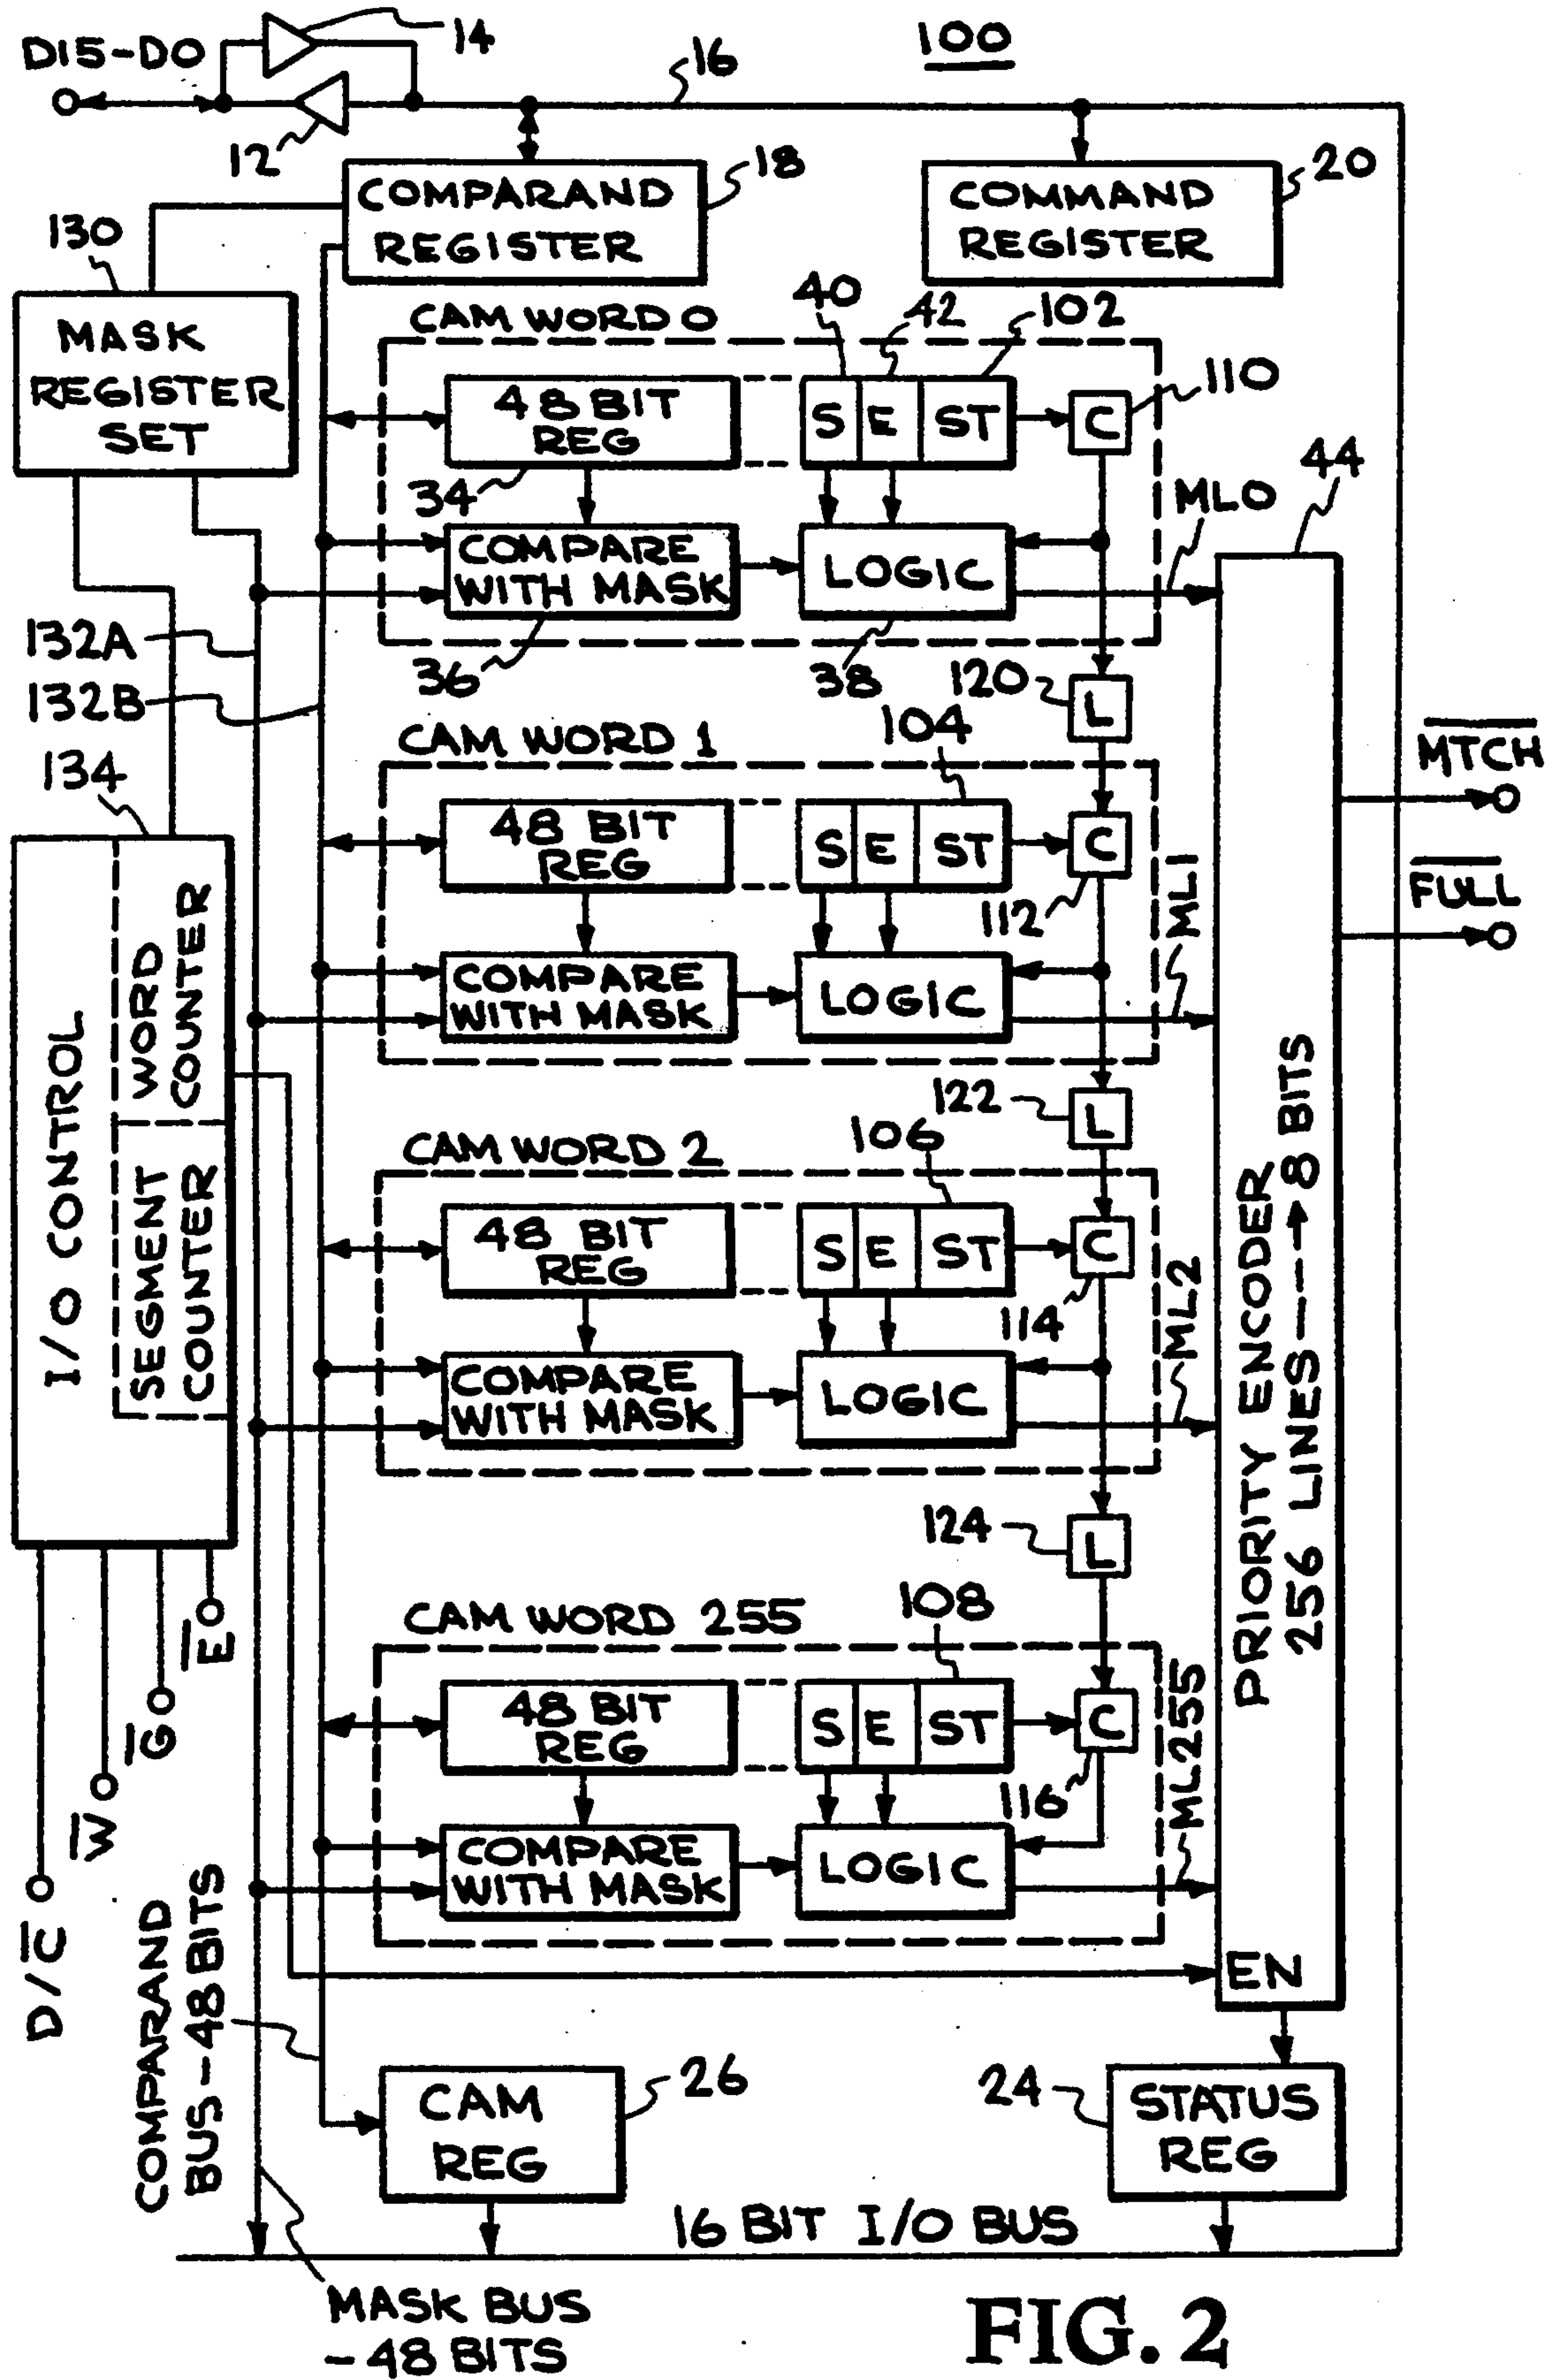 D15-D0
14
16
100
12
COMPARAND
REGISTER
18
COMMAND
REGISTER
20
130
MASK
REGISTER
SET
CAM WORD 0
40
42
102
110
48 BIT
REG
S
E
ST
C
34
ML0
44
COMPARE
WITH MASK
LOGIC
36
38
120
L
132A
132B
134
CAM WORD 1
104
48 BIT
REG
S
E
ST
C
112
ML1
COMPARE
WITH MASK
LOGIC
122
L
M̅T̅C̅H̅
F̅U̅L̅L̅
I/O CONTROL
WORD
COUNTER
SEGMENT
COUNTER
CAM WORD 2
106
48 BIT
REG
S
E
ST
C
114
ML2
COMPARE
WITH MASK
LOGIC
124
L
PRIORITY ENCODER
256 LINES→8 BITS
CAM WORD 255
108
48 BIT
REG
S
E
ST
C
116
ML255
COMPARE
WITH MASK
LOGIC
E̅
G̅
W̅
D/C̅
EN
COMPARAND
BUS-48 BITS
CAM
REG
26
24
STATUS
REG
16 BIT I/O BUS
MASK BUS
-48 BITS
FIG. 2